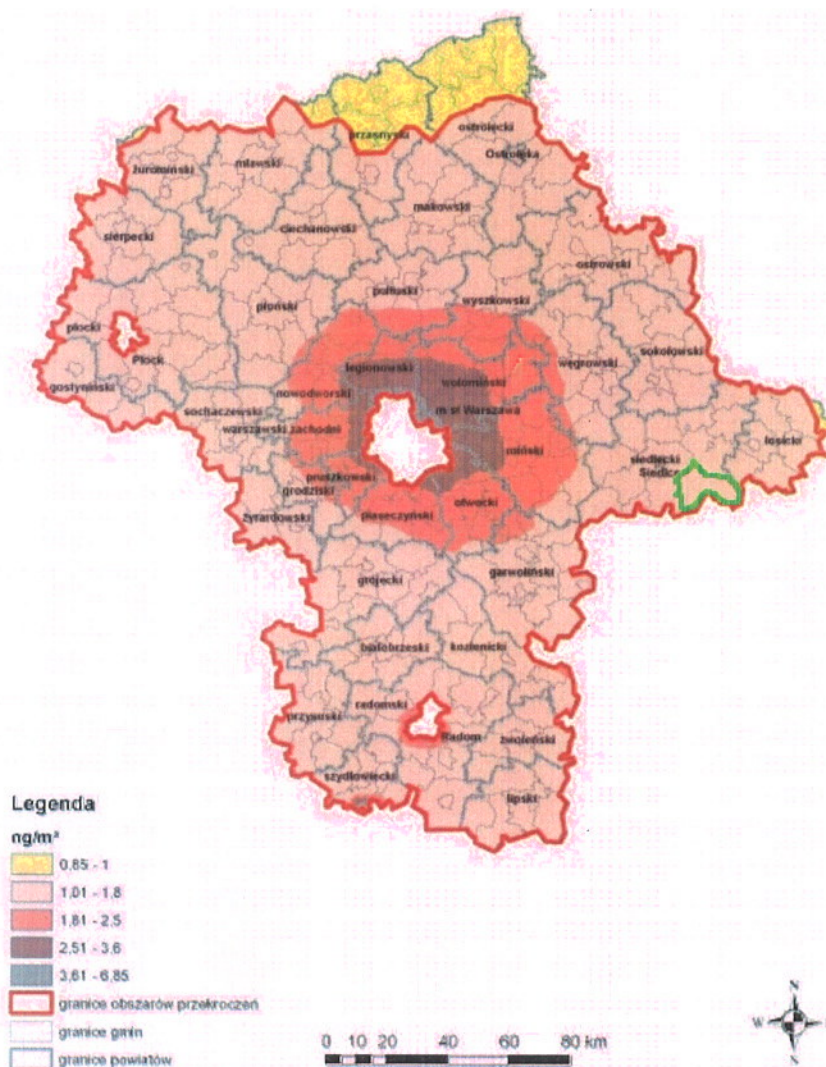 przasnyski
ostrołęcki
Ostrołęka
żuromiński
mławski
makowski
sierpecki
ciechanowski
ostrowski
pułtuski
płoński
wyszkowski
płocki
Płock
węgrowski
sokołowski
legionowski
wołomiński
gostyniński
nowodworski
sochaczewski
m.st Warszawa
warszawski zachodni
łosicki
miński
siedlecki
Siedlce
pruszkowski
grodziski
otwocki
piaseczyński
żyrardowski
grójecki
garwoliński
białobrzeski
kozienicki
radomski
przysuski
Radom
zwoleński
szydłowiecki
lipski
Legenda
ng/m³
0,85 - 1
1,01 - 1,8
1,81 - 2,5
2,51 - 3,6
3,61 - 6,85
granice obszarów przekroczeń
granice gmin
granice powiatów
0 10 20 40 60 80 km
N
W
S